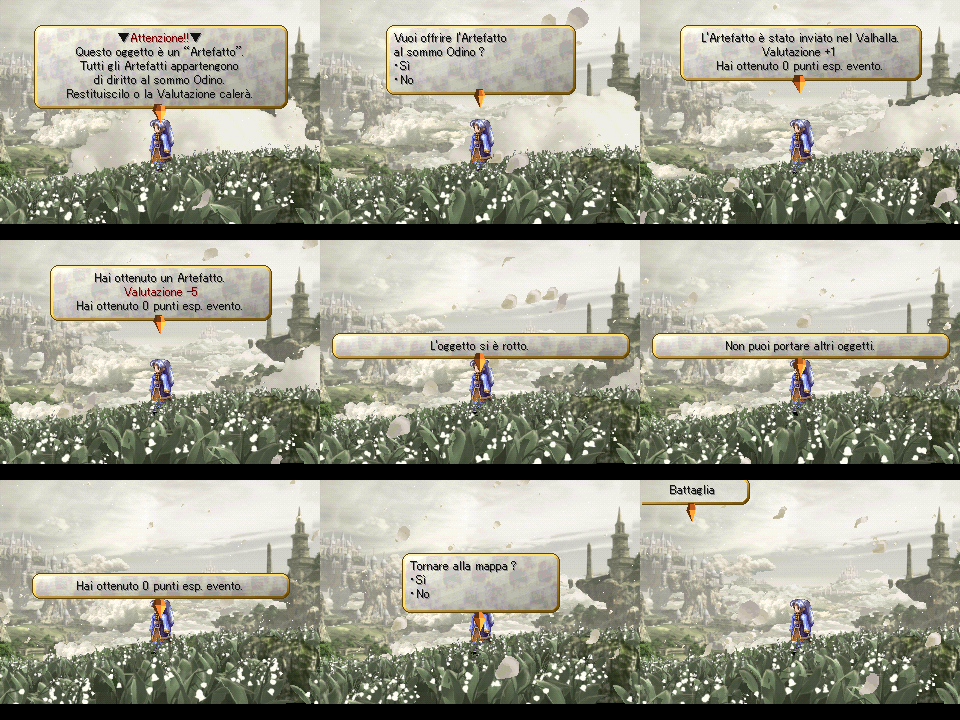 ▼Attenzione!!▼
Questo oggetto è un “Artefatto”.
Tutti gli Artefatti appartengono
di diritto al sommo Odino.
Restituiscilo o la Valutazione calerà.
Vuoi offrire l'Artefatto
al sommo Odino ?
・Sì
・No
L'Artefatto è stato inviato nel Valhalla.
Valutazione +1
Hai ottenuto 0 punti esp. evento.
Hai ottenuto un Artefatto.
Valutazione -5
Hai ottenuto 0 punti esp. evento.
L'oggetto si è rotto.
Non puoi portare altri oggetti.
Hai ottenuto 0 punti esp. evento.
Tornare alla mappa ?
・Sì
・No
Battaglia